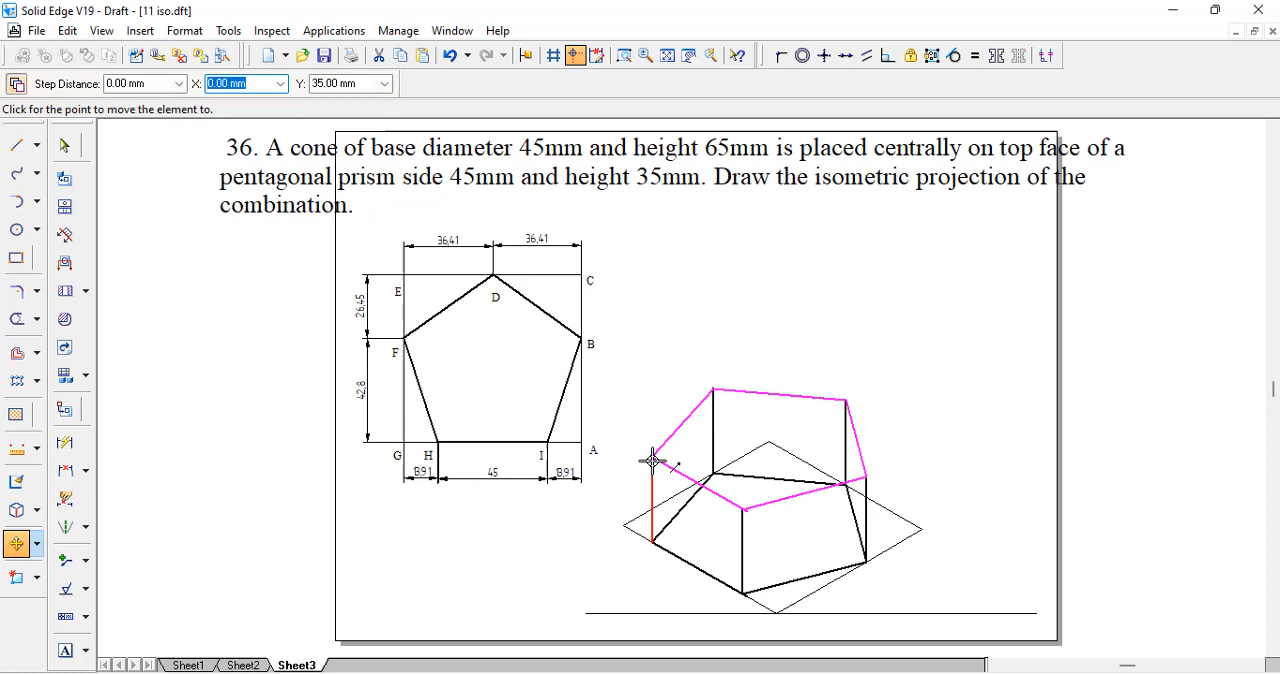 Solid Edge V19 - Draft - [11 iso.dft]
File Edit View Insert Format Tools Inspect Applications Manage Window Help
Step Distance: 0.00 mm X: 0.00 mm Y: 35.00 mm
Click for the point to move the element to.
36. A cone of base diameter 45mm and height 65mm is placed centrally on top face of a
pentagonal prism side 45mm and height 35mm. Draw the isometric projection of the
combination.
36,41 36,41
E C
D
26,45
F B
42,8
G H I A
8,91 45 8,91
A
Sheet1 Sheet2 Sheet3